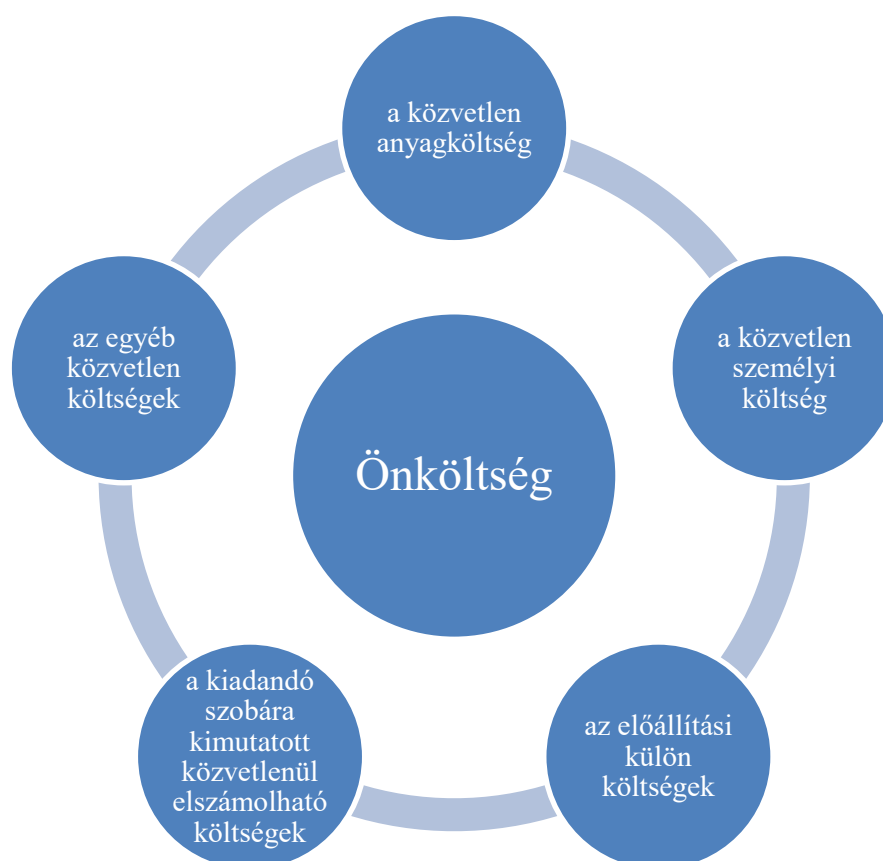 a közvetlen
anyagköltség
a közvetlen
személyi
költség
az előállítási
külön
költségek
a kiadandó
szobára
kimutatott
közvetlenül
elszámolható
költségek
az egyéb
közvetlen
költségek
Önköltség